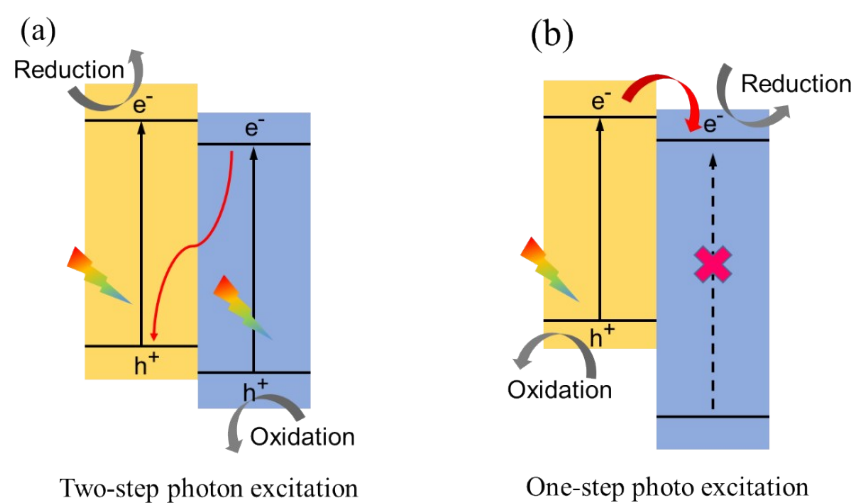 (a)
Reduction
e⁻
e⁻
h⁺
h⁺
Oxidation
Two-step photon excitation
(b)
e⁻
Reduction
e⁻
Oxidation
One-step photo excitation